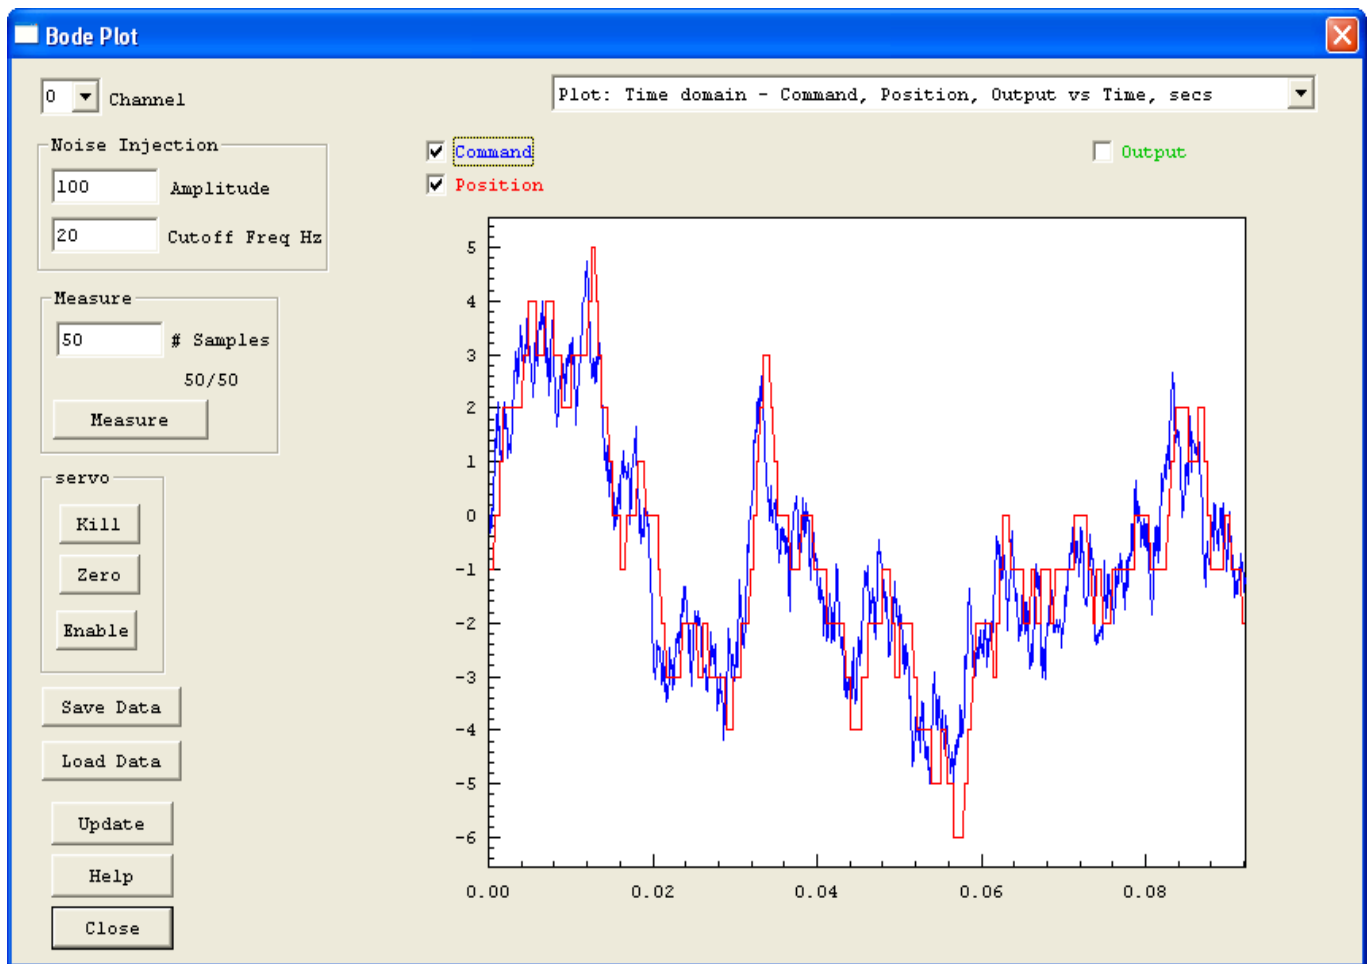 Bode Plot
0 Channel
Plot: Time domain - Command, Position, Output vs Time, secs
Noise Injection
100 Amplitude
20 Cutoff Freq Hz
Measure
50 # Samples
50/50
Measure
servo
Kill
Zero
Enable
Save Data
Load Data
Update
Help
Close
Command
Output
Position
5
4
3
2
1
0
-1
-2
-3
-4
-5
-6
0.00 0.02 0.04 0.06 0.08